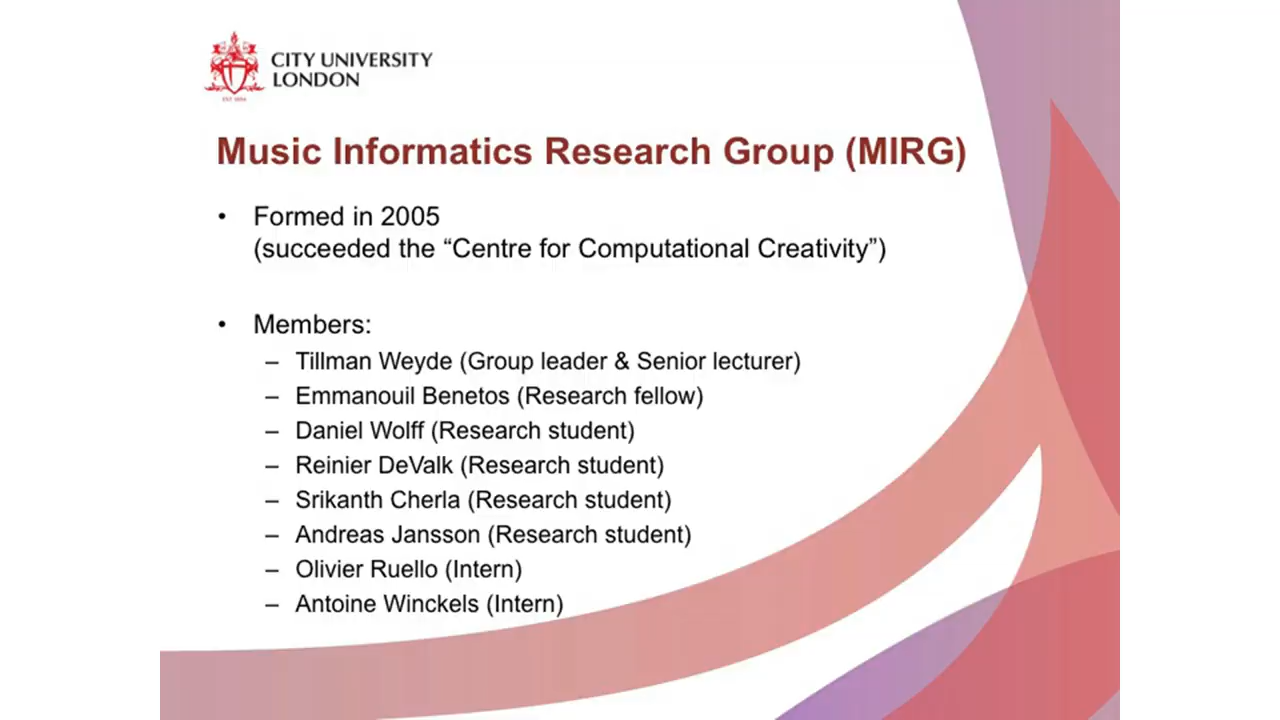 CITY UNIVERSITY
LONDON
EST 1894
Music Informatics Research Group (MIRG)
• Formed in 2005
(succeeded the “Centre for Computational Creativity”)
• Members:
– Tillman Weyde (Group leader & Senior lecturer)
– Emmanouil Benetos (Research fellow)
– Daniel Wolff (Research student)
– Reinier DeValk (Research student)
– Srikanth Cherla (Research student)
– Andreas Jansson (Research student)
– Olivier Ruello (Intern)
– Antoine Winckels (Intern)